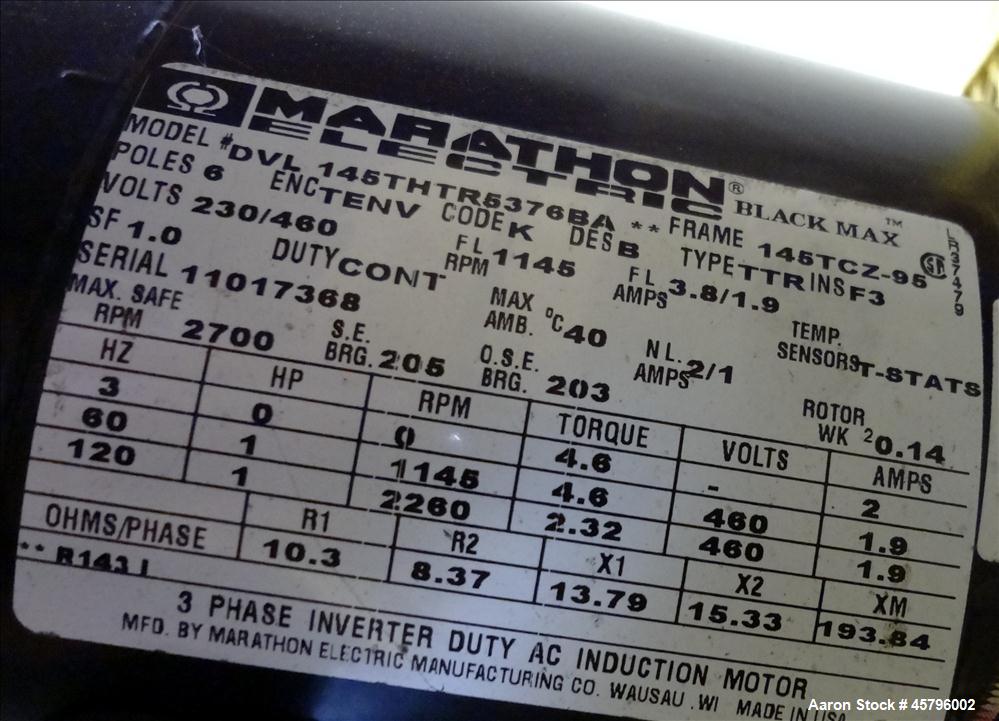 MARATHON®
ELECTRIC BLACK MAX™
MODEL # DVL 145THTR5376BA ** FRAME 145TCZ-95
POLES 6 ENC TENV CODE K DES B TYPE TTR INS F3
VOLTS 230/460 FL RPM 1145 FL AMPS 3.8/1.9
SF 1.0 DUTY CONT MAX AMB. °C 40 TEMP. SENSORS T-STATS
SERIAL 11017368 N L. AMPS 2/1
MAX. SAFE RPM 2700 S.E. BRG. 205 O.S.E. BRG. 203 ROTOR WK 2 0.14
HZ HP RPM TORQUE VOLTS AMPS
3 0 0 4.6 - 2
60 1 1145 4.6 460 1.9
120 1 2260 2.32 460 1.9
OHMS/PHASE R1 R2 X1 X2 XM
10.3 8.37 13.79 15.33 193.84
** R143
3 PHASE INVERTER DUTY AC INDUCTION MOTOR
MFD. BY MARATHON ELECTRIC MANUFACTURING CO. WAUSAU . WI MADE IN USA
LR37479
Aaron Stock # 45796002